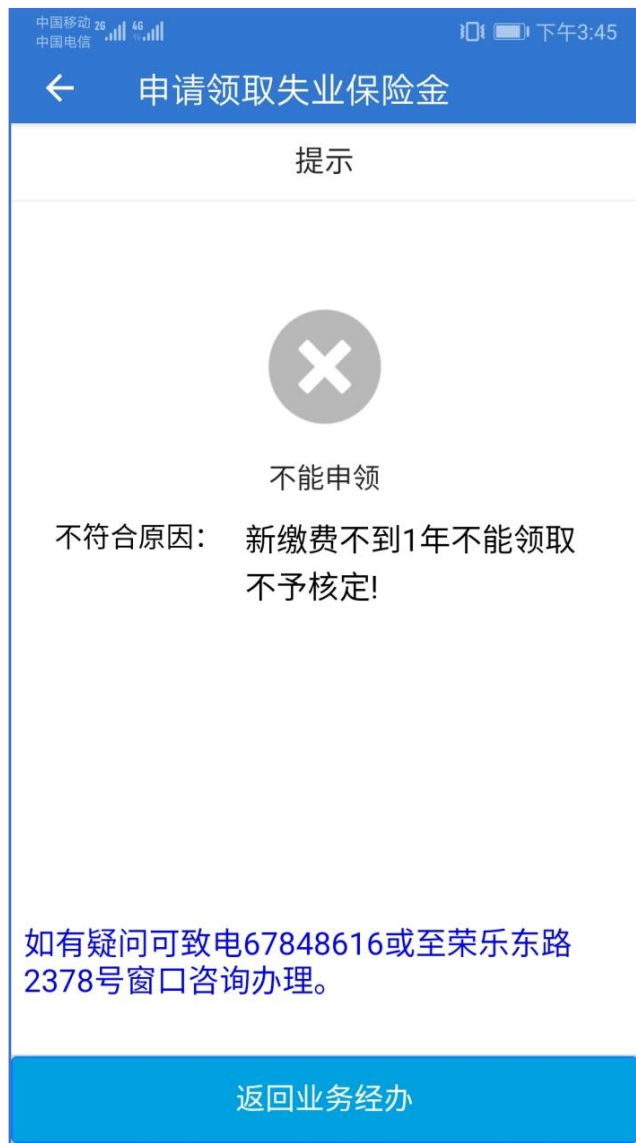 中国移动 2G 4G
中国电信
下午3:45
申请领取失业保险金
提示
不能申领
不符合原因： 新缴费不到1年不能领取
不予核定!
如有疑问可致电67848616或至荣乐东路
2378号窗口咨询办理。
返回业务经办